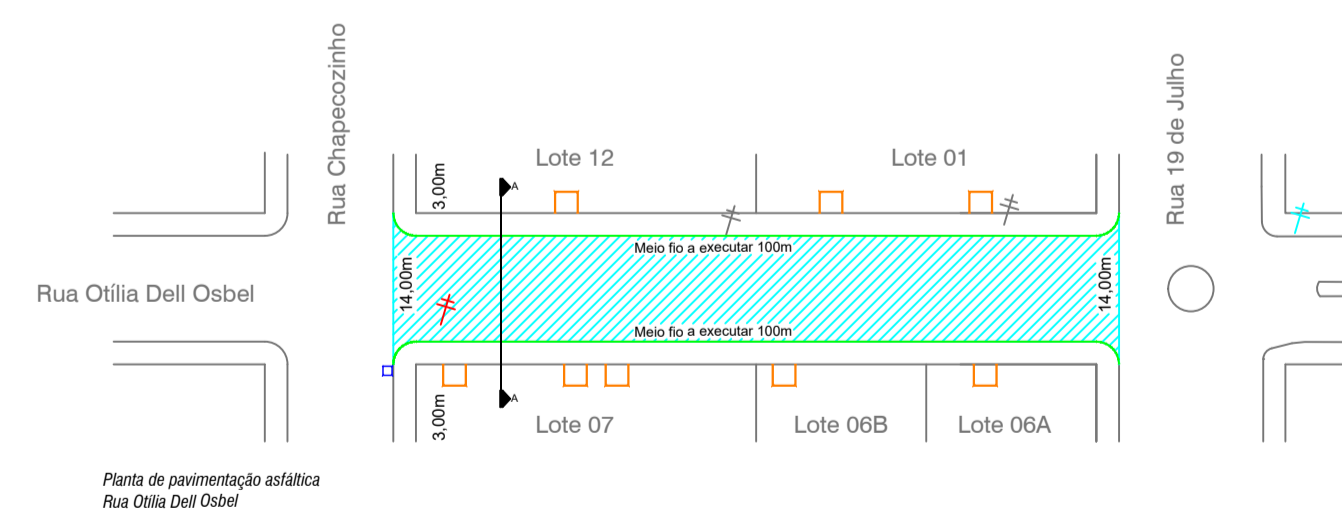 Rua Chapecozinho
Rua 19 de Julho
Lote 12
Lote 01
3,00m
A
Meio fio a executar 100m
Rua Otília Dell Osbel
14,00m
14,00m
Meio fio a executar 100m
3,00m
A
Lote 07
Lote 06B
Lote 06A
Planta de pavimentação asfáltica
Rua Otília Dell Osbel